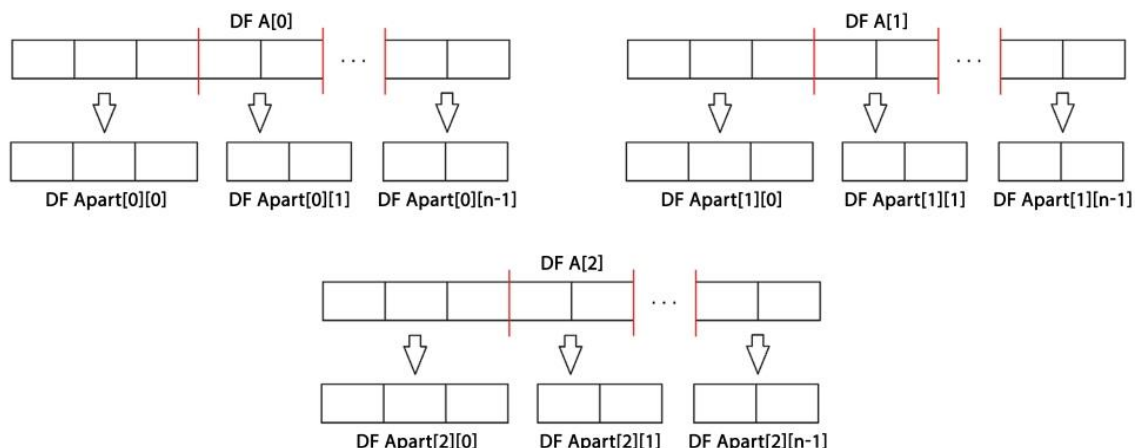 DF A[0]
DF A[1]
. . .
. . .
DF Apart[0][0]
DF Apart[0][1]
DF Apart[0][n-1]
DF Apart[1][0]
DF Apart[1][1]
DF Apart[1][n-1]
DF A[2]
. . .
DF Apart[2][0]
DF Apart[2][1]
DF Apart[2][n-1]